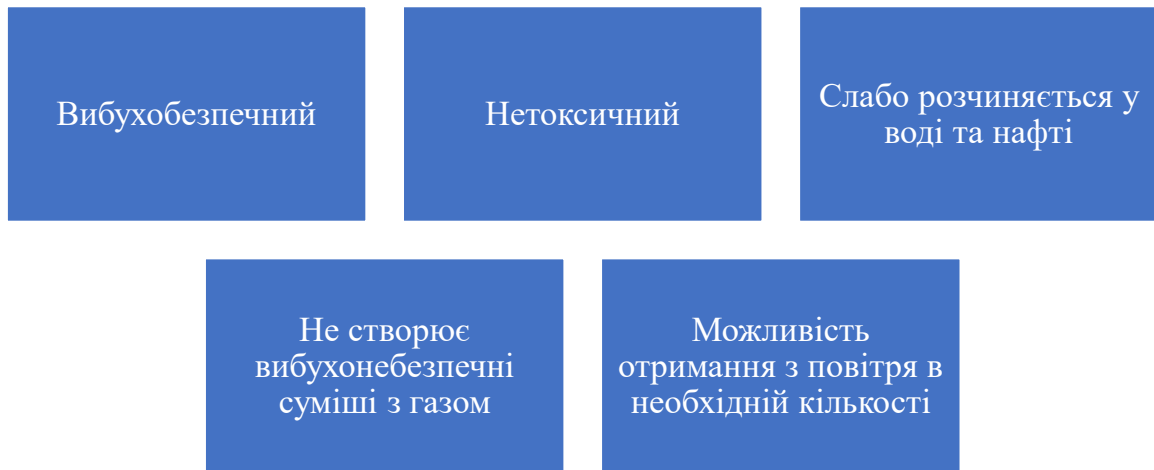 Вибухобезпечний
Нетоксичний
Слабо розчиняється у
воді та нафті
Не створює
вибухонебезпечні
суміші з газом
Можливість
отримання з повітря в
необхідній кількості